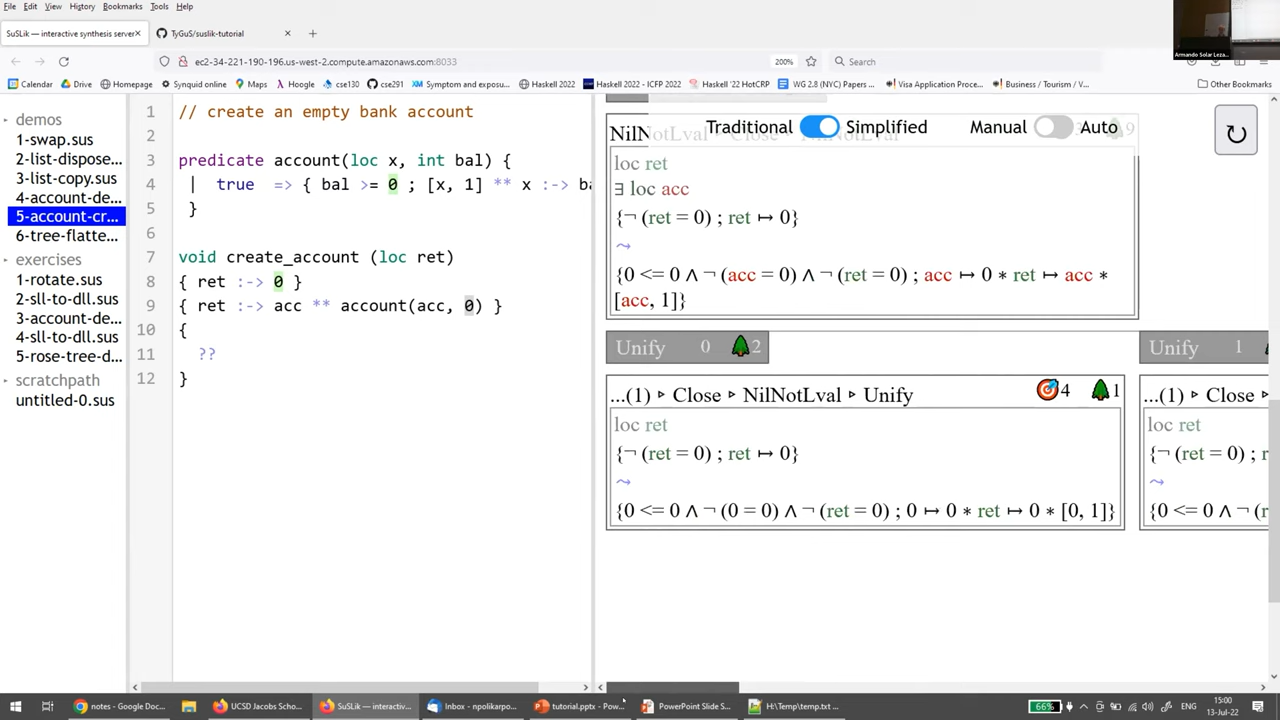 File Edit View History Bookmarks Tools Help
SuSLik — interactive synthesis server × TyGuS/suslik-tutorial × +
ec2-34-221-190-196.us-west-2.compute.amazonaws.com:8033 200% Search
Armando Solar Leza...
Calendar Drive Homepage Synquid online Maps Hoogle cse130 cse291 Symptom and exposu... Haskell 2022 Haskell 2022 - ICFP 2022 Haskell '22 HotCRP WG 2.8 (NYC) Papers ... Visa Application Proce... Business / Tourism / V... Other Bookmarks
demos
1-swap.sus
2-list-dispose...
3-list-copy.sus
4-account-de...
5-account-cr...
6-tree-flatte...
exercises
1-rotate.sus
2-sll-to-dll.sus
3-account-de...
4-sll-to-dll.sus
5-rose-tree-d...
scratchpath
untitled-0.sus
1 // create an empty bank account
2
3 predicate account(loc x, int bal) {
4 | true => { bal >= 0 ; [x, 1] ** x :-> ba
5 }
6
7 void create_account (loc ret)
8 { ret :-> 0 }
9 { ret :-> acc ** account(acc, 0) }
10 {
11 ??
12 }
Traditional Simplified Manual Auto
NilNotLval
loc ret
∃ loc acc
{¬ (ret = 0) ; ret ↦ 0}
⤳
{0 <= 0 ∧ ¬ (acc = 0) ∧ ¬ (ret = 0) ; acc ↦ 0 * ret ↦ acc *
[acc, 1]}
Unify 0 2
Unify 1
...(1) ▹ Close ▹ NilNotLval ▹ Unify 4 1
loc ret
{¬ (ret = 0) ; ret ↦ 0}
⤳
{0 <= 0 ∧ ¬ (0 = 0) ∧ ¬ (ret = 0) ; 0 ↦ 0 * ret ↦ 0 * [0, 1]}
...(1) ▹ Close ▹
loc ret
{¬ (ret = 0) ; r
⤳
{0 <= 0 ∧ ¬ (r
notes - Google Doc... UCSD Jacobs Scho... SuSLik — interactiv... Inbox - npolikarpo... tutorial.pptx - Pow... PowerPoint Slide S... H:\Temp\temp.txt ... 66% 15:00
13-Jul-22